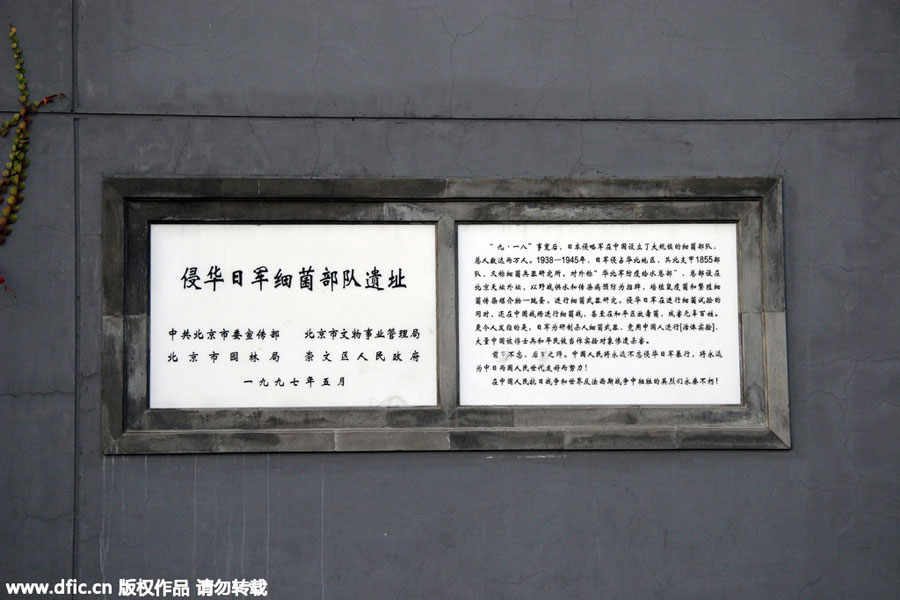 侵华日军细菌部队遗址
中共北京市委宣传部 北京市文物事业管理局
北京市园林局 崇文区人民政府
一九九七年五月
“九·一八”事变后，日本侵略军在中国设立了大规模的细菌部队，
总人数达两万人。1938—1945年，日军侵占华北地区，其北支甲1855部
队，又称细菌兵器研究所，对外称“华北军防疫给水总部”，总部设在
北京天坛外坛，以野战供水和传染病预防为招牌，培植鼠疫菌和繁殖细
菌传染媒介物—跳蚤，进行细菌武器研究。侵华日军在进行细菌试验的
同时，还在中国战场进行细菌战，甚至在和平区放毒菌，戕害无辜百姓。
更令人发指的是，日军为研制杀人细菌武器，竟用中国人进行[活体实验]，
大量中国被俘士兵和平民被当作实验对象惨遭杀害。
前事不忘，后事之师。中国人民将永远不忘侵华日军暴行，将永远
为中日两国人民世代友好而努力！
在中国人民抗日战争和世界反法西斯战争中牺牲的英烈们永垂不朽！
www.dfic.cn 版权作品 请勿转载